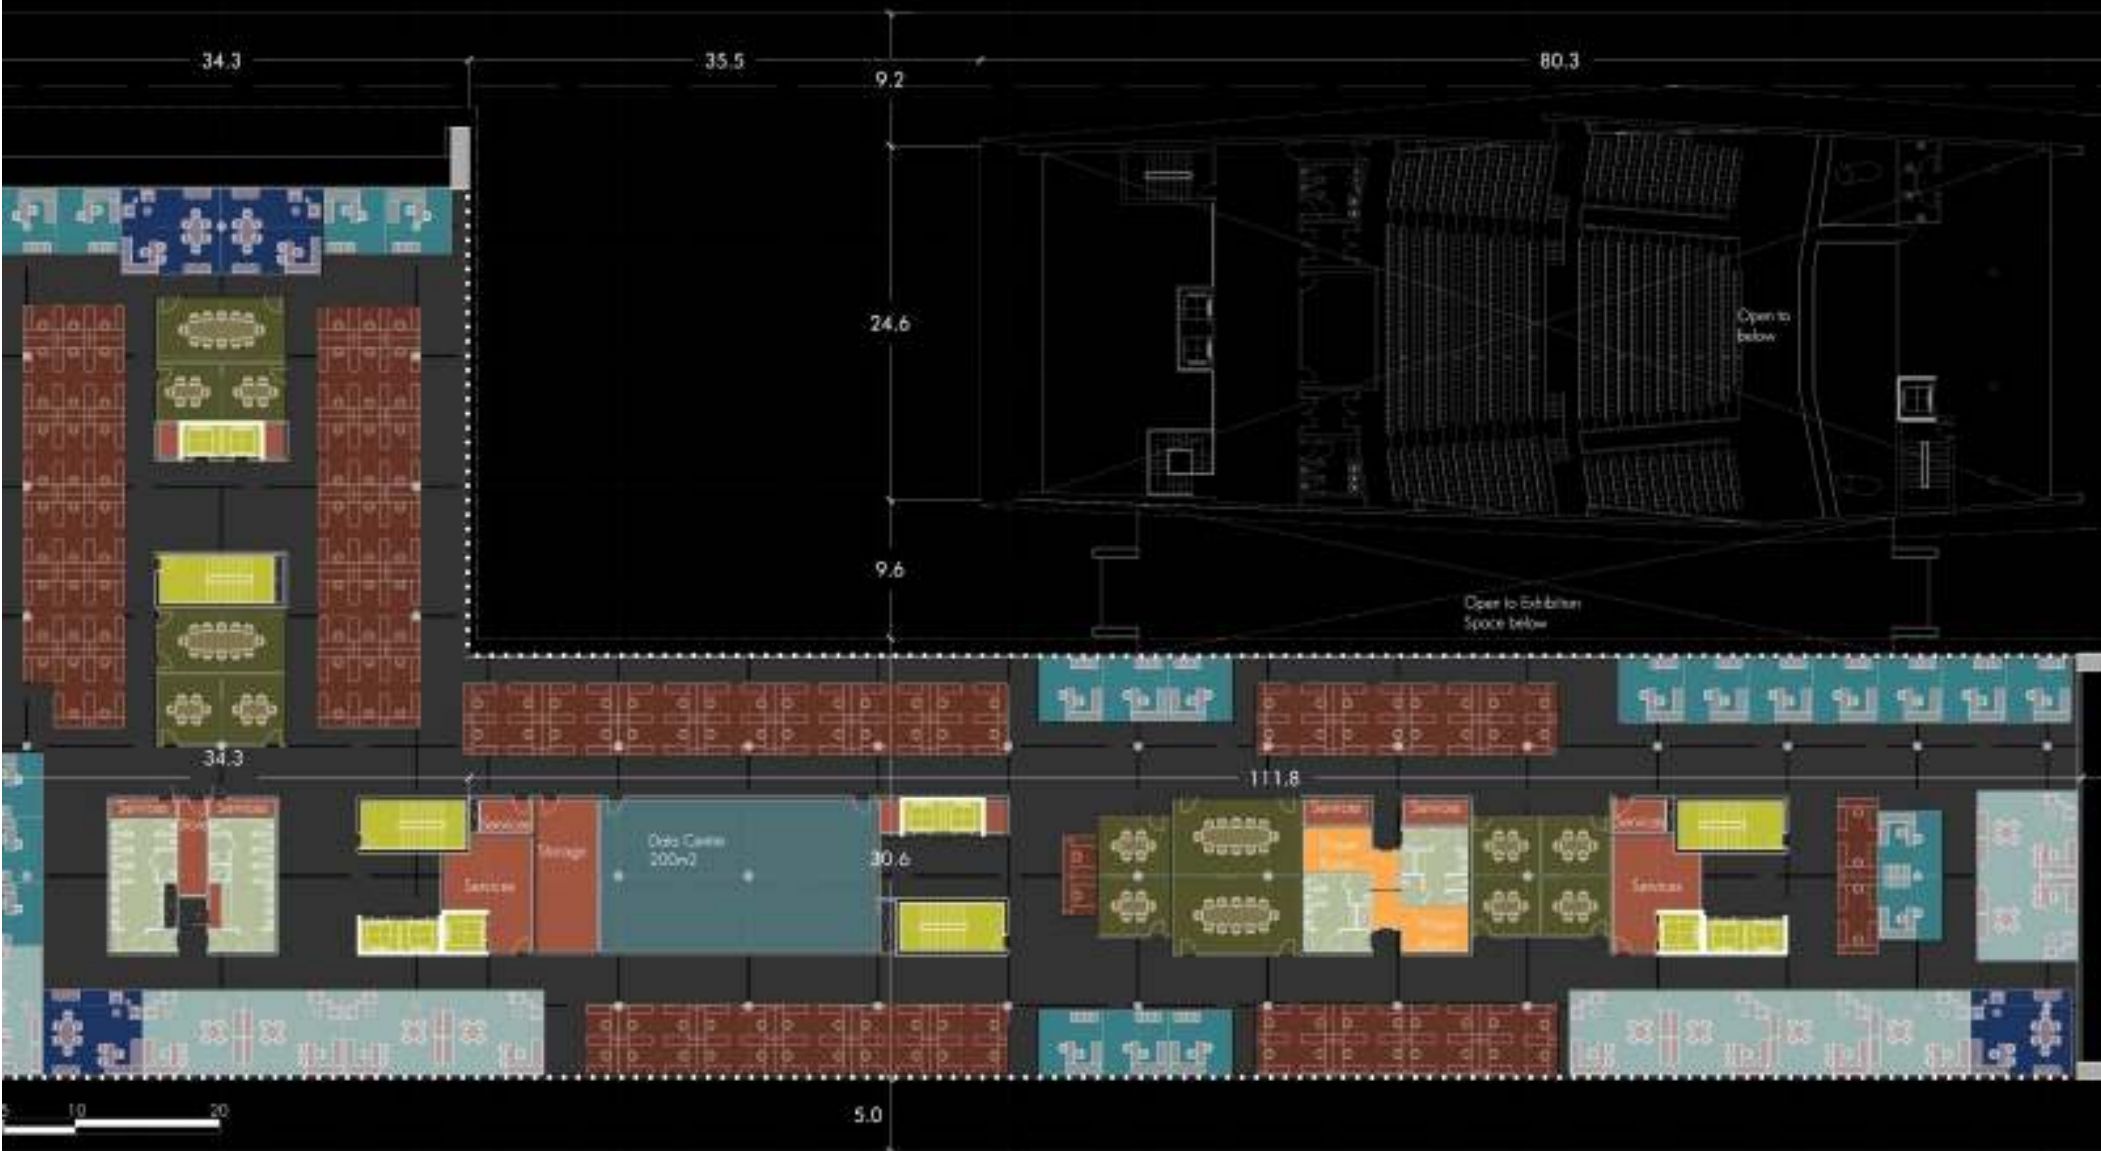 34.3
35.5
80.3
9.2
24.6
Open to
below
9.6
Open to Exhibition
Space below
34.3
111.8
Services
Services
Services
Services
Services
Services
Storage
Data Centre
200m2
30.6
Services
Services
5
10
20
5.0